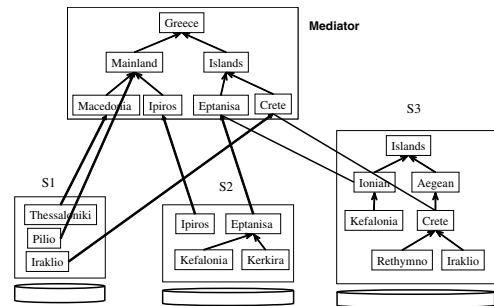 Greece
Mediator
Mainland
Islands
Macedonia
Ipiros
Eptanisa
Crete
S3
Islands
S1
S2
Ionian
Aegean
Thessaloniki
Ipiros
Eptanisa
Kefalonia
Crete
Pilio
Iraklio
Kefalonia
Kerkira
Rethymno
Iraklio